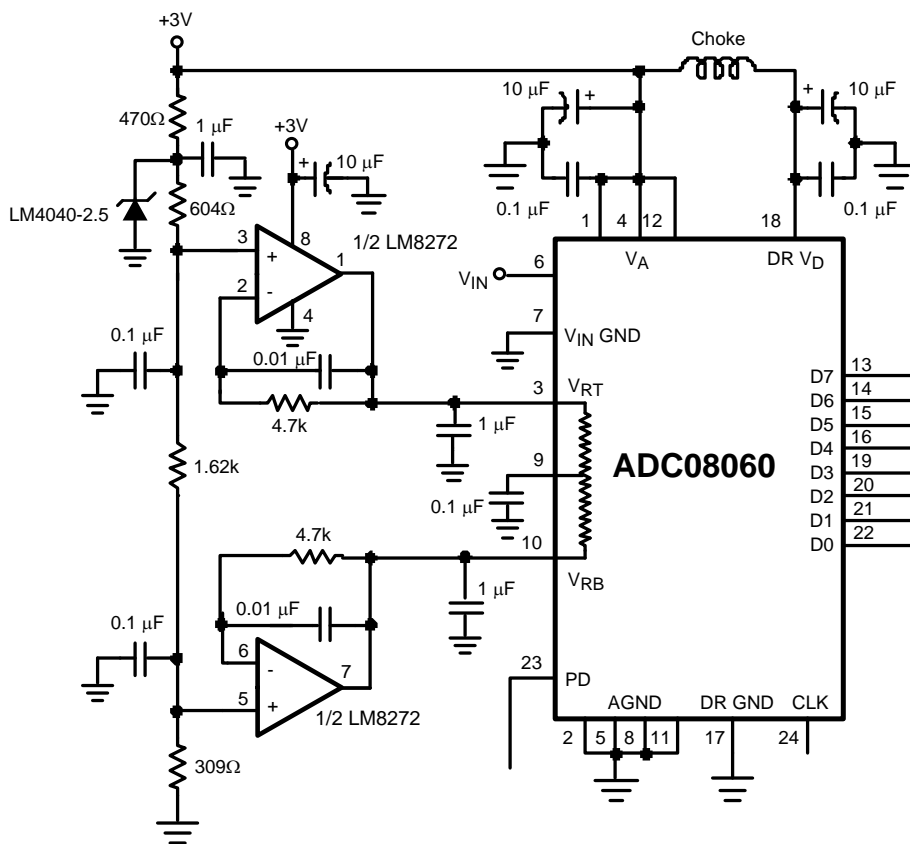 +3V
Choke
10 µF
+
+
10 µF
470Ω
1 µF
+3V
+
10 µF
LM4040-2.5
604Ω
0.1 µF
0.1 µF
1
4
12
18
3
+
8
1/2 LM8272
1
2
-
4
V_A
DR V_D
V_IN
6
7
V_IN GND
0.1 µF
0.01 µF
4.7k
3
V_RT
D7
13
D6
14
D5
15
D4
16
D3
19
D2
20
D1
21
D0
22
1 µF
ADC08060
9
0.1 µF
1.62k
4.7k
10
V_RB
1 µF
0.1 µF
0.01 µF
6
-
7
5
+
1/2 LM8272
23
PD
AGND
DR GND
CLK
2
5
8
11
17
24
309Ω